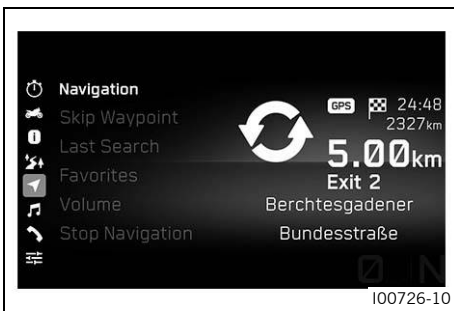 Navigation
Skip Waypoint
Last Search
Favorites
Volume
Stop Navigation
GPS 24:48
2327km
5.00km
Exit 2
Berchtesgadener
Bundesstraße
0 N
I00726-10